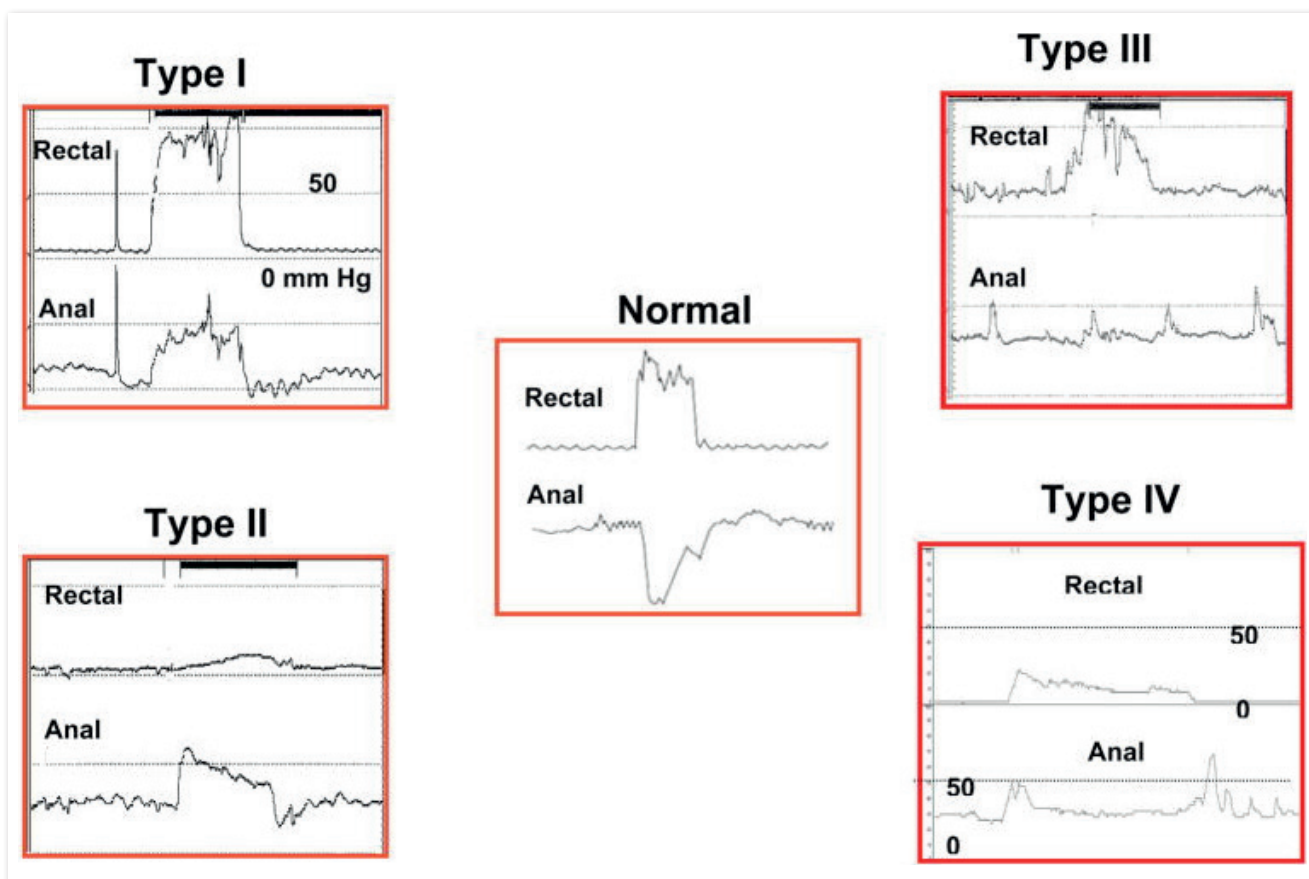 Type I
Rectal
50
0 mm Hg
Anal
Type II
Rectal
Anal
Normal
Rectal
Anal
Type III
Rectal
Anal
Type IV
Rectal
50
0
Anal
50
0